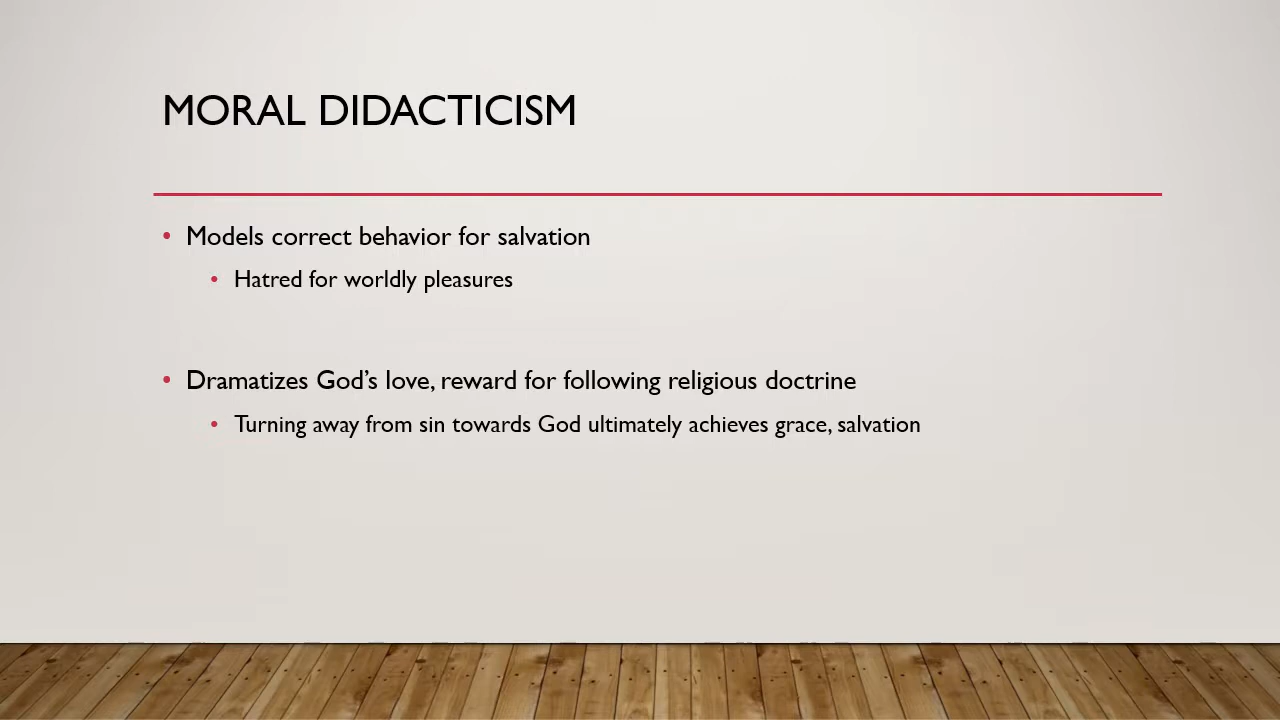 MORAL DIDACTICISM
• Models correct behavior for salvation
• Hatred for worldly pleasures
• Dramatizes God’s love, reward for following religious doctrine
• Turning away from sin towards God ultimately achieves grace, salvation